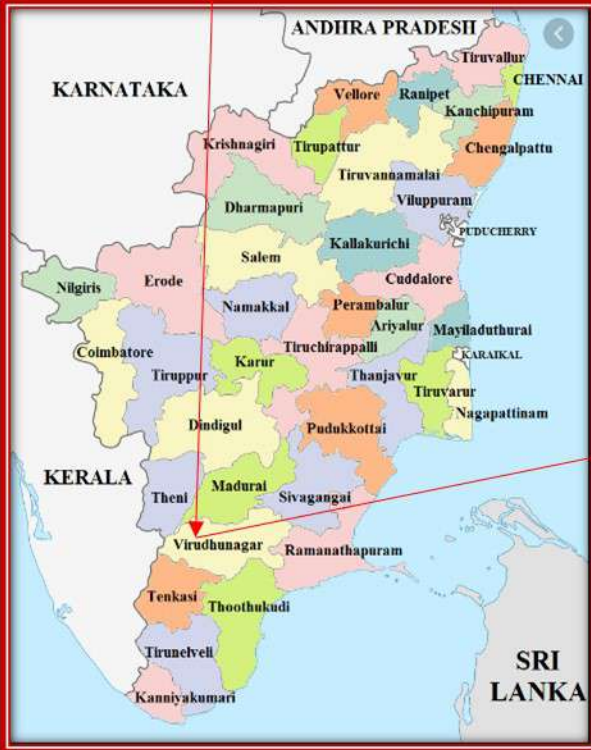 ANDHRA PRADESH
KARNATAKA
Tiruvallur
CHENNAI
Vellore
Ranipet
Kanchipuram
Krishnagiri
Tirupattur
Chengalpattu
Tiruvannamalai
Viluppuram
Dharmapuri
PUDUCHERRY
Kallakurichi
Salem
Cuddalore
Nilgiris
Erode
Namakkal
Perambalur
Ariyalur
Mayiladuthurai
Coimbatore
Tiruchirappalli
KARAIKAL
Karur
Tiruppur
Thanjavur
Tiruvarur
Nagapattinam
Dindigul
Pudukkottai
KERALA
Madurai
Theni
Sivagangai
Virudhunagar
Ramanathapuram
Tenkasi
Thoothukudi
Tirunelveli
SRI
LANKA
Kanniyakumari